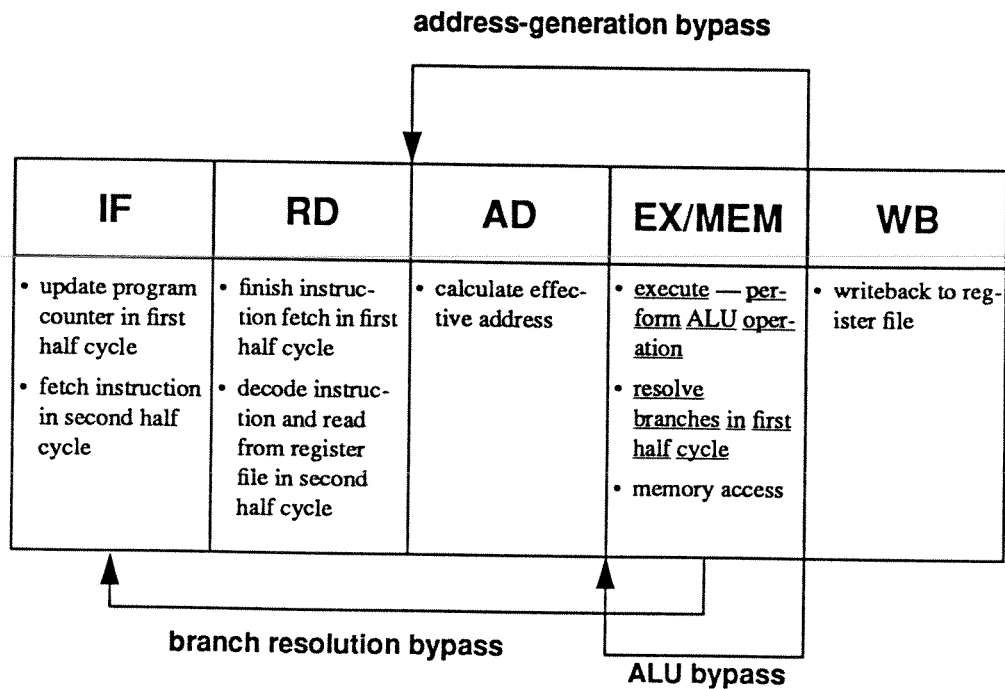 address-generation bypass
IF
RD
AD
EX/MEM
WB
• update program
counter in first
half cycle
• fetch instruction
in second half
cycle
• finish instruc-
tion fetch in first
half cycle
• decode instruc-
tion and read
from register
file in second
half cycle
• calculate effec-
tive address
• execute — per-
form ALU oper-
ation
• resolve
branches in first
half cycle
• memory access
• writeback to reg-
ister file
branch resolution bypass
ALU bypass